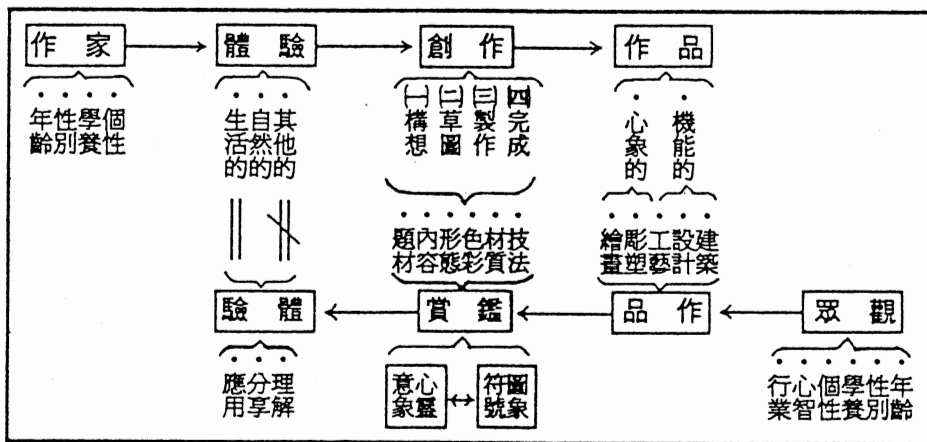 作家
年齡
性別
學養
個性
體驗
生活的
自然的
其他的
創作
㈠構想
㈡草圖
㈢製作
㈣完成
作品
心象的
機能的
題材
內容
形態
色彩
材質
技法
繪畫
彫塑
工藝
設計
建築
觀眾
年齡
性別
學養
個性
心智
行業
作品
鑑賞
圖象
符號
心靈
意象
體驗
理解
分享
應用